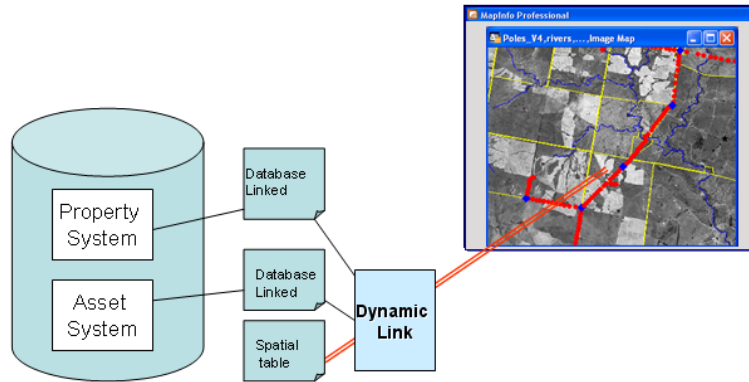 MapInfo Professional
Poles_V4,rivers,...,Image Map
Property
System
Asset
System
Database
Linked
Database
Linked
Spatial
table
Dynamic
Link